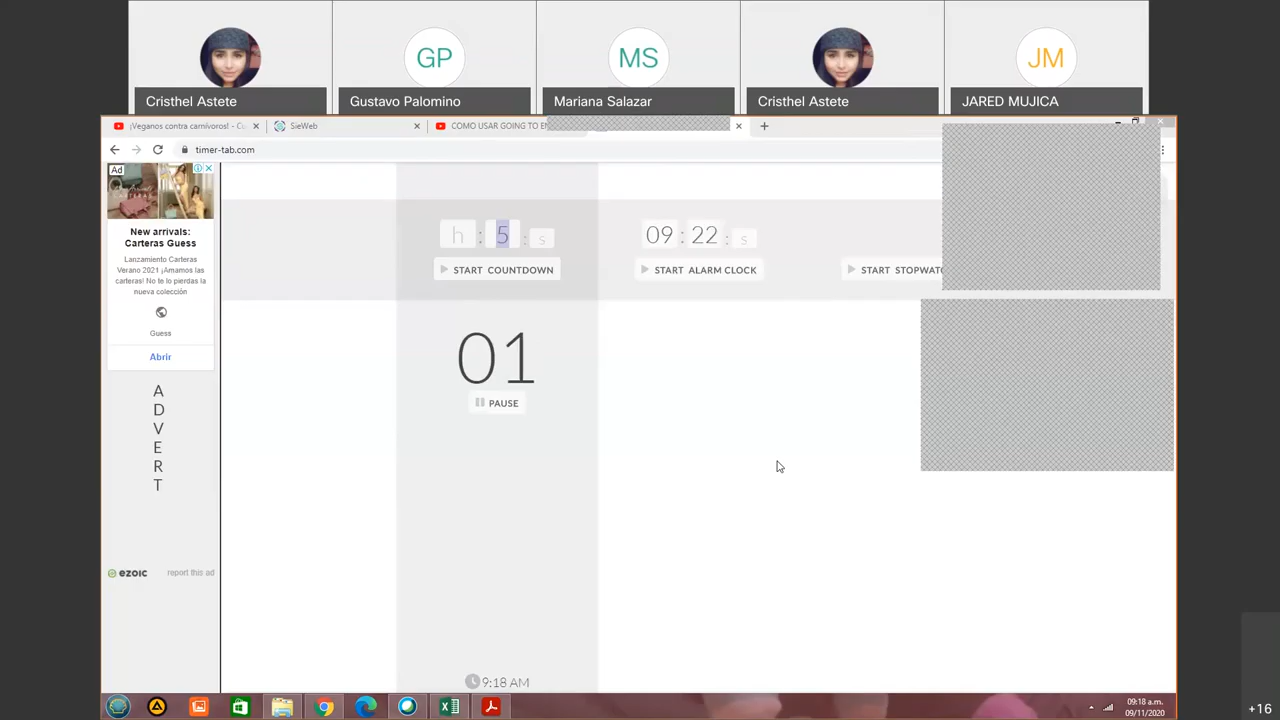 GP
MS
JM
Cristhel Astete
Gustavo Palomino
Mariana Salazar
Cristhel Astete
JARED MUJICA
¡Veganos contra carnívoros! - Cu
SieWeb
COMO USAR GOING TO EN
timer-tab.com
Ad
New arrivals:
Carteras Guess
Lanzamiento Carteras
Verano 2021 ¡Amamos las
carteras! No te lo pierdas la
nueva colección
Guess
Abrir
A
D
V
E
R
T
ezoic
report this ad
h : 5 : s
START COUNTDOWN
09 : 22 : s
START ALARM CLOCK
START STOPWAT
01
PAUSE
9:18 AM
09:18 a.m.
09/11/2020
+16